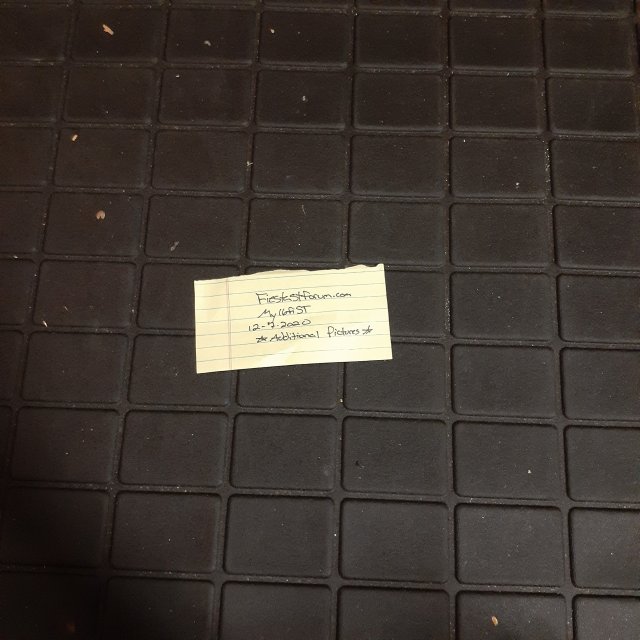 FiestaSTForum.com
My16fiST
12-7-2020
* Additional Pictures *